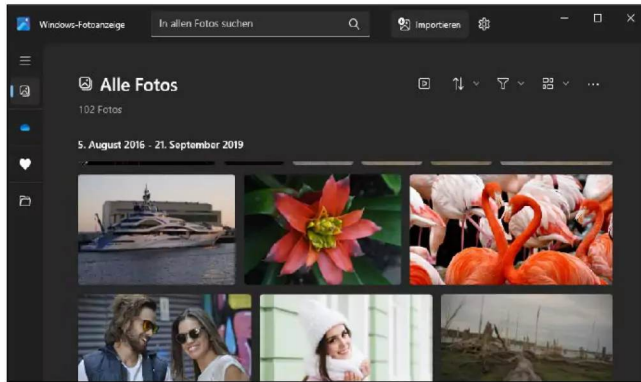 Windows-Fotoanzeige
In allen Fotos suchen
Importieren
Alle Fotos
102 Fotos
5. August 2016 - 21. September 2019